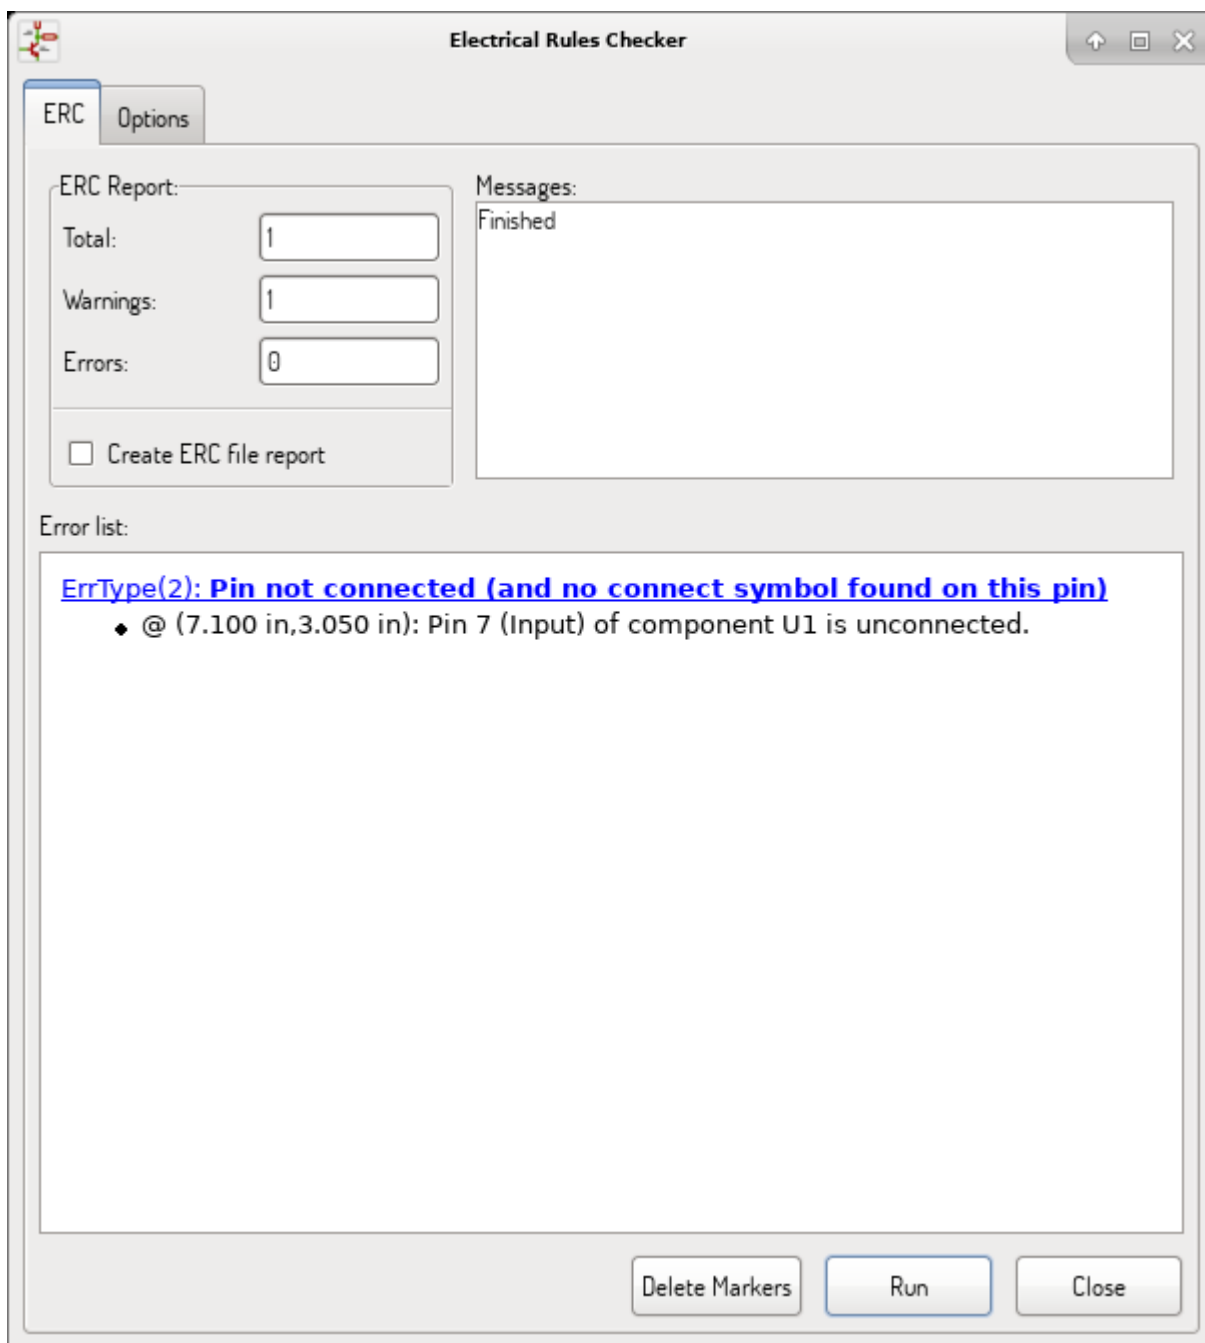 Electrical Rules Checker
ERC
Options
ERC Report:
Total:
1
Warnings:
1
Errors:
0
Create ERC file report
Messages:
Finished
Error list:
ErrType(2): Pin not connected (and no connect symbol found on this pin)
@ (7.100 in,3.050 in): Pin 7 (Input) of component U1 is unconnected.
Delete Markers
Run
Close